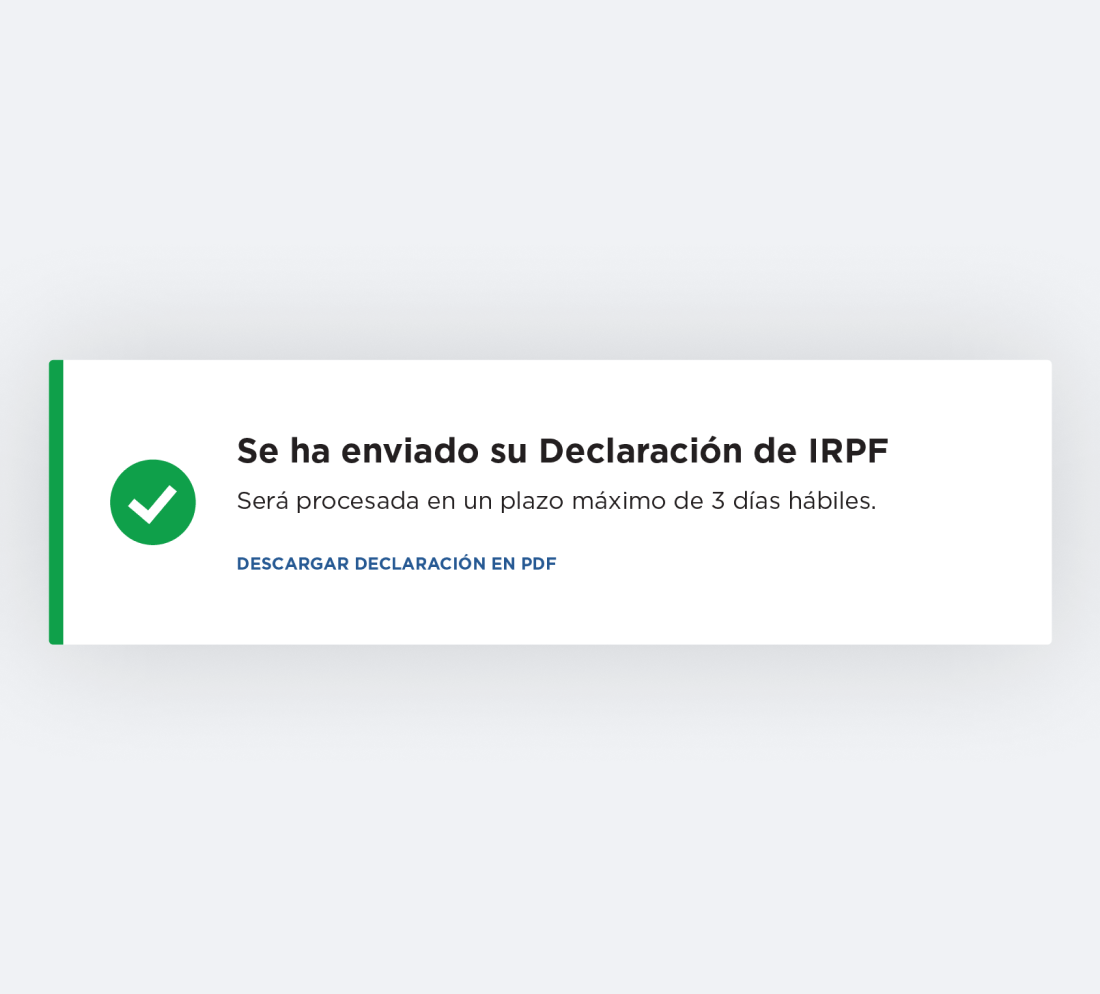 Se ha enviado su Declaración de IRPF
Será procesada en un plazo máximo de 3 días hábiles.
DESCARGAR DECLARACIÓN EN PDF